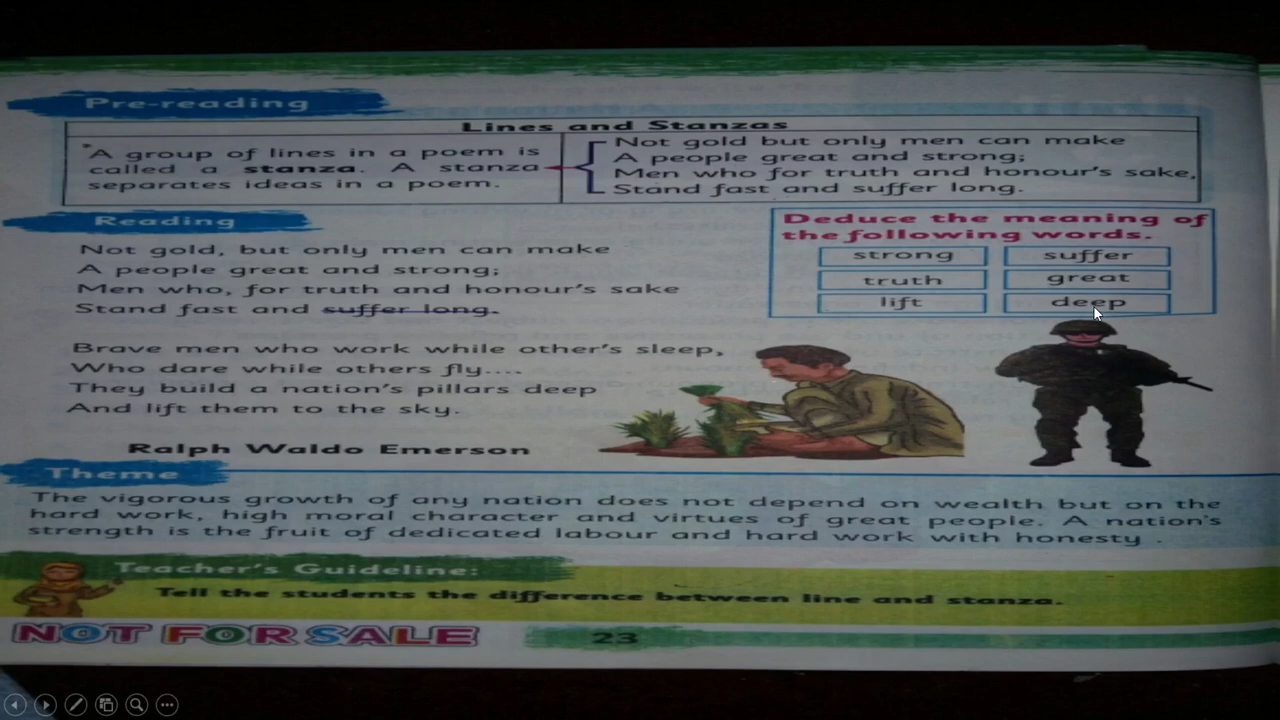 Pre-reading
Lines and Stanzas
A group of lines in a poem is
called a stanza. A stanza
separates ideas in a poem.
Not gold but only men can make
A people great and strong;
Men who for truth and honour's sake,
Stand fast and suffer long.
Reading
Not gold, but only men can make
A people great and strong;
Men who, for truth and honour's sake
Stand fast and suffer long.
Brave men who work while other's sleep,
Who dare while others fly....
They build a nation's pillars deep
And lift them to the sky.
Ralph Waldo Emerson
Deduce the meaning of
the following words.
strong suffer
truth great
lift deep
Theme
The vigorous growth of any nation does not depend on wealth but on the
hard work, high moral character and virtues of great people. A nation's
strength is the fruit of dedicated labour and hard work with honesty .
Teacher's Guideline:
Tell the students the difference between line and stanza.
NOT FOR SALE
23